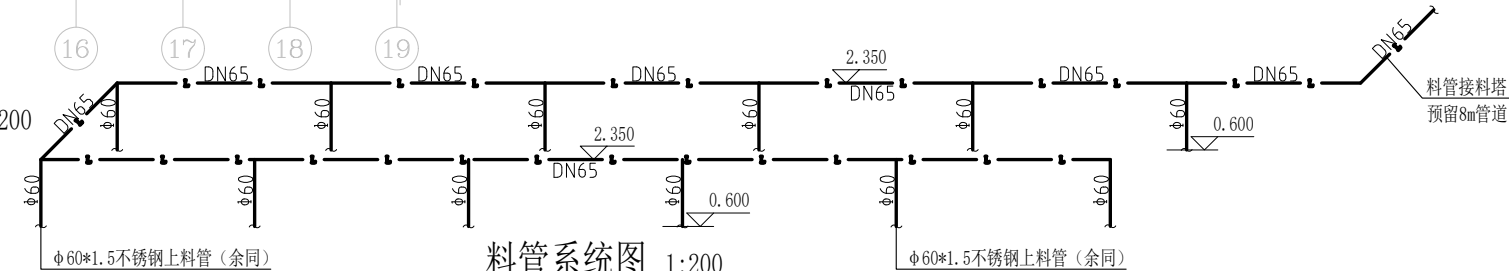 16 17 18 19
DN65 DN65 DN65 2.350 DN65 DN65 DN65 DN65
料管接料塔
预留8m管道
200 DN65 φ60 φ60 φ60 φ60 φ60 φ60 0.600
2.350
DN65
φ60 φ60 φ60 φ60 φ60 φ60
0.600
φ60*1.5不锈钢上料管（余同） φ60*1.5不锈钢上料管（余同）
料管系统图 1:200